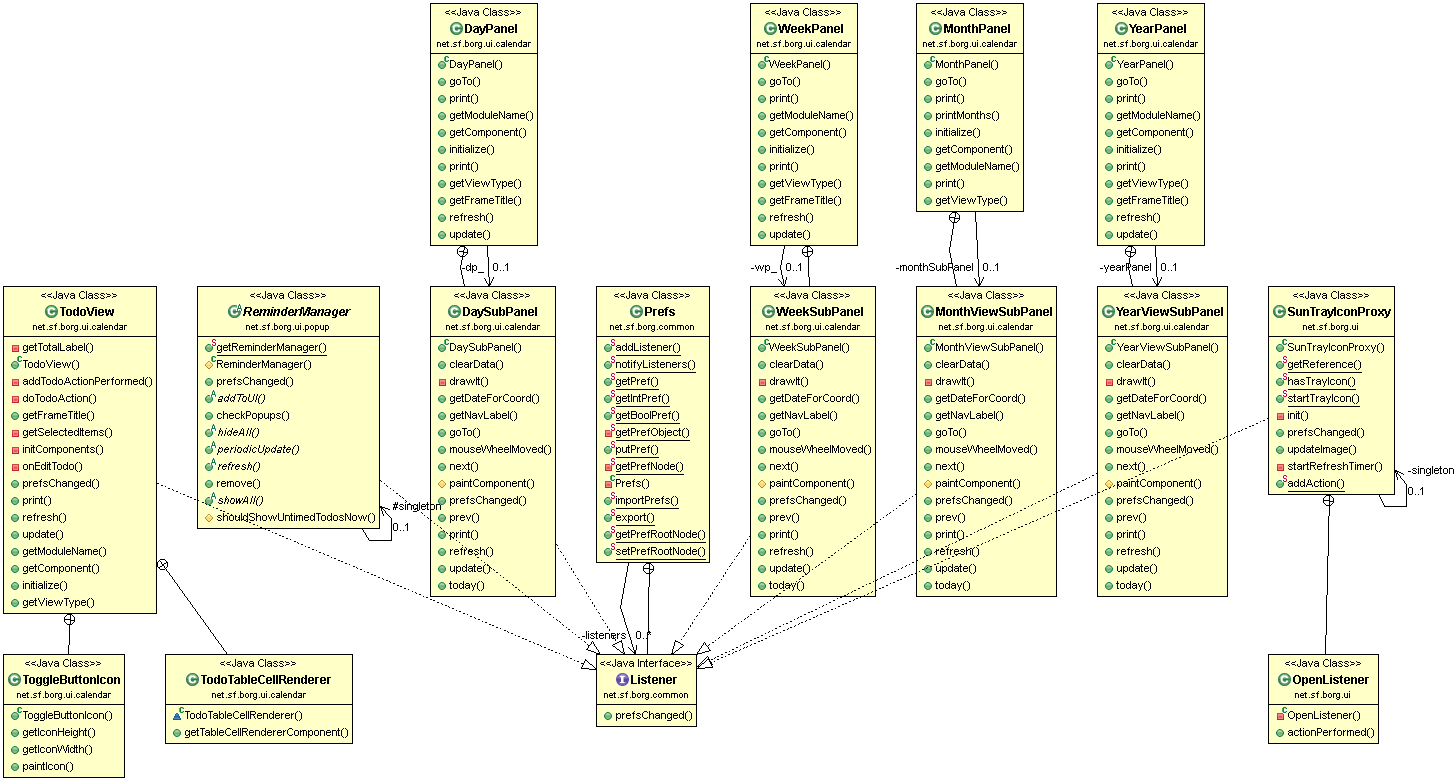 <<Java Class>>
DayPanel
net.sf.borg.ui.calendar
DayPanel()
goTo()
print()
getModuleName()
getComponent()
initialize()
print()
getViewType()
getFrameTitle()
refresh()
update()
<<Java Class>>
WeekPanel
net.sf.borg.ui.calendar
WeekPanel()
goTo()
print()
getModuleName()
getComponent()
initialize()
print()
getViewType()
getFrameTitle()
refresh()
update()
<<Java Class>>
MonthPanel
net.sf.borg.ui.calendar
MonthPanel()
goTo()
print()
printMonths()
initialize()
getComponent()
getModuleName()
print()
getViewType()
<<Java Class>>
YearPanel
net.sf.borg.ui.calendar
YearPanel()
goTo()
print()
getModuleName()
getComponent()
initialize()
print()
getViewType()
getFrameTitle()
refresh()
update()
-dp_ 0..1
-wp_ 0..1
-monthSubPanel 0..1
-yearPanel 0..1
<<Java Class>>
TodoView
net.sf.borg.ui.calendar
getTotalLabel()
TodoView()
addTodoActionPerformed()
doTodoAction()
getFrameTitle()
getSelectedItems()
initComponents()
onEditTodo()
prefsChanged()
print()
refresh()
update()
getModuleName()
getComponent()
initialize()
getViewType()
<<Java Class>>
ReminderManager
net.sf.borg.ui.popup
getReminderManager()
ReminderManager()
prefsChanged()
addToUI()
checkPopups()
hideAll()
periodicUpdate()
refresh()
remove()
showAll()
shouldShowUntimedTodosNow()
#singleton
0..1
<<Java Class>>
DaySubPanel
net.sf.borg.ui.calendar
DaySubPanel()
clearData()
drawIt()
getDateForCoord()
getNavLabel()
goTo()
mouseWheelMoved()
next()
paintComponent()
prefsChanged()
prev()
print()
refresh()
update()
today()
<<Java Class>>
Prefs
net.sf.borg.common
addListener()
notifyListeners()
getPref()
getIntPref()
getBoolPref()
getPrefObject()
putPref()
getPrefNode()
Prefs()
importPrefs()
export()
getPrefRootNode()
setPrefRootNode()
<<Java Class>>
WeekSubPanel
net.sf.borg.ui.calendar
WeekSubPanel()
clearData()
drawIt()
getDateForCoord()
getNavLabel()
goTo()
mouseWheelMoved()
next()
paintComponent()
prefsChanged()
prev()
print()
refresh()
update()
today()
<<Java Class>>
MonthViewSubPanel
net.sf.borg.ui.calendar
MonthViewSubPanel()
clearData()
drawIt()
getDateForCoord()
getNavLabel()
goTo()
mouseWheelMoved()
next()
paintComponent()
prefsChanged()
prev()
print()
refresh()
update()
today()
<<Java Class>>
YearViewSubPanel
net.sf.borg.ui.calendar
YearViewSubPanel()
clearData()
drawIt()
getDateForCoord()
getNavLabel()
goTo()
mouseWheelMoved()
next()
paintComponent()
prefsChanged()
prev()
print()
refresh()
update()
today()
<<Java Class>>
SunTrayIconProxy
net.sf.borg.ui
SunTrayIconProxy()
getReference()
hasTrayIcon()
startTrayIcon()
init()
prefsChanged()
updateImage()
startRefreshTimer()
addAction()
-singleton
0..1
-listeners 0..*
<<Java Class>>
ToggleButtonIcon
net.sf.borg.ui.calendar
ToggleButtonIcon()
getIconHeight()
getIconWidth()
paintIcon()
<<Java Class>>
TodoTableCellRenderer
net.sf.borg.ui.calendar
TodoTableCellRenderer()
getTableCellRendererComponent()
<<Java Interface>>
Listener
net.sf.borg.common
prefsChanged()
<<Java Class>>
OpenListener
net.sf.borg.ui
OpenListener()
actionPerformed()